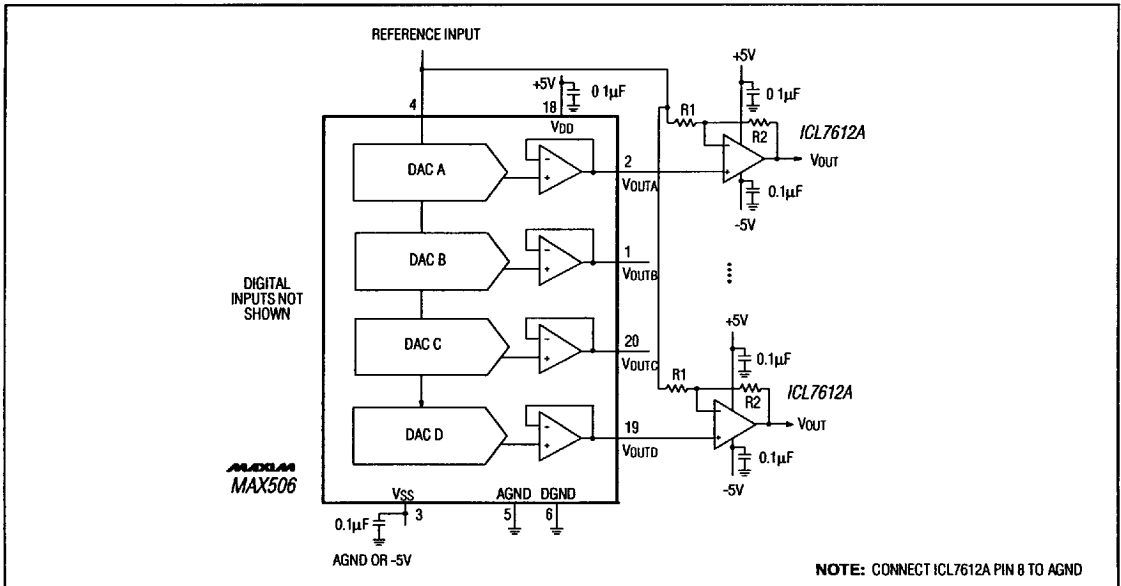 REFERENCE INPUT
+5V
+5V
0 1µF
0 1µF
4
18
R1
VDD
R2
ICL7612A
DAC A
2
VOUT
VOUTA
0.1µF
-5V
DAC B
1
VOUTB
DIGITAL
INPUTS NOT
SHOWN
+5V
DAC C
20
0.1µF
VOUTC
R1
ICL7612A
R2
DAC D
19
VOUT
VOUTD
0.1µF
MAXIM
MAX506
VSS
AGND
DGND
-5V
3
5
6
0.1µF
AGND OR -5V
NOTE: CONNECT ICL7612A PIN 8 TO AGND